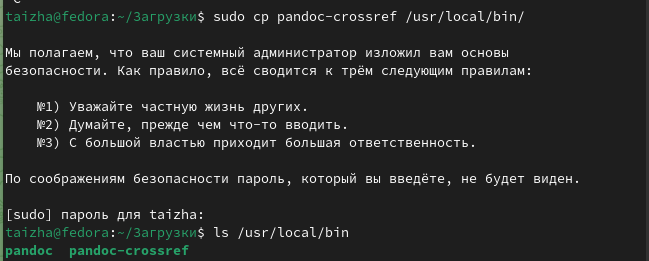 taizha@fedora:~/Загрузки$ sudo cp pandoc-crossref /usr/local/bin/
Мы полагаем, что ваш системный администратор изложил вам основы
безопасности. Как правило, всё сводится к трём следующим правилам:
№1) Уважайте частную жизнь других.
№2) Думайте, прежде чем что-то вводить.
№3) С большой властью приходит большая ответственность.
По соображениям безопасности пароль, который вы введёте, не будет виден.
[sudo] пароль для taizha:
taizha@fedora:~/Загрузки$ ls /usr/local/bin
pandoc  pandoc-crossref